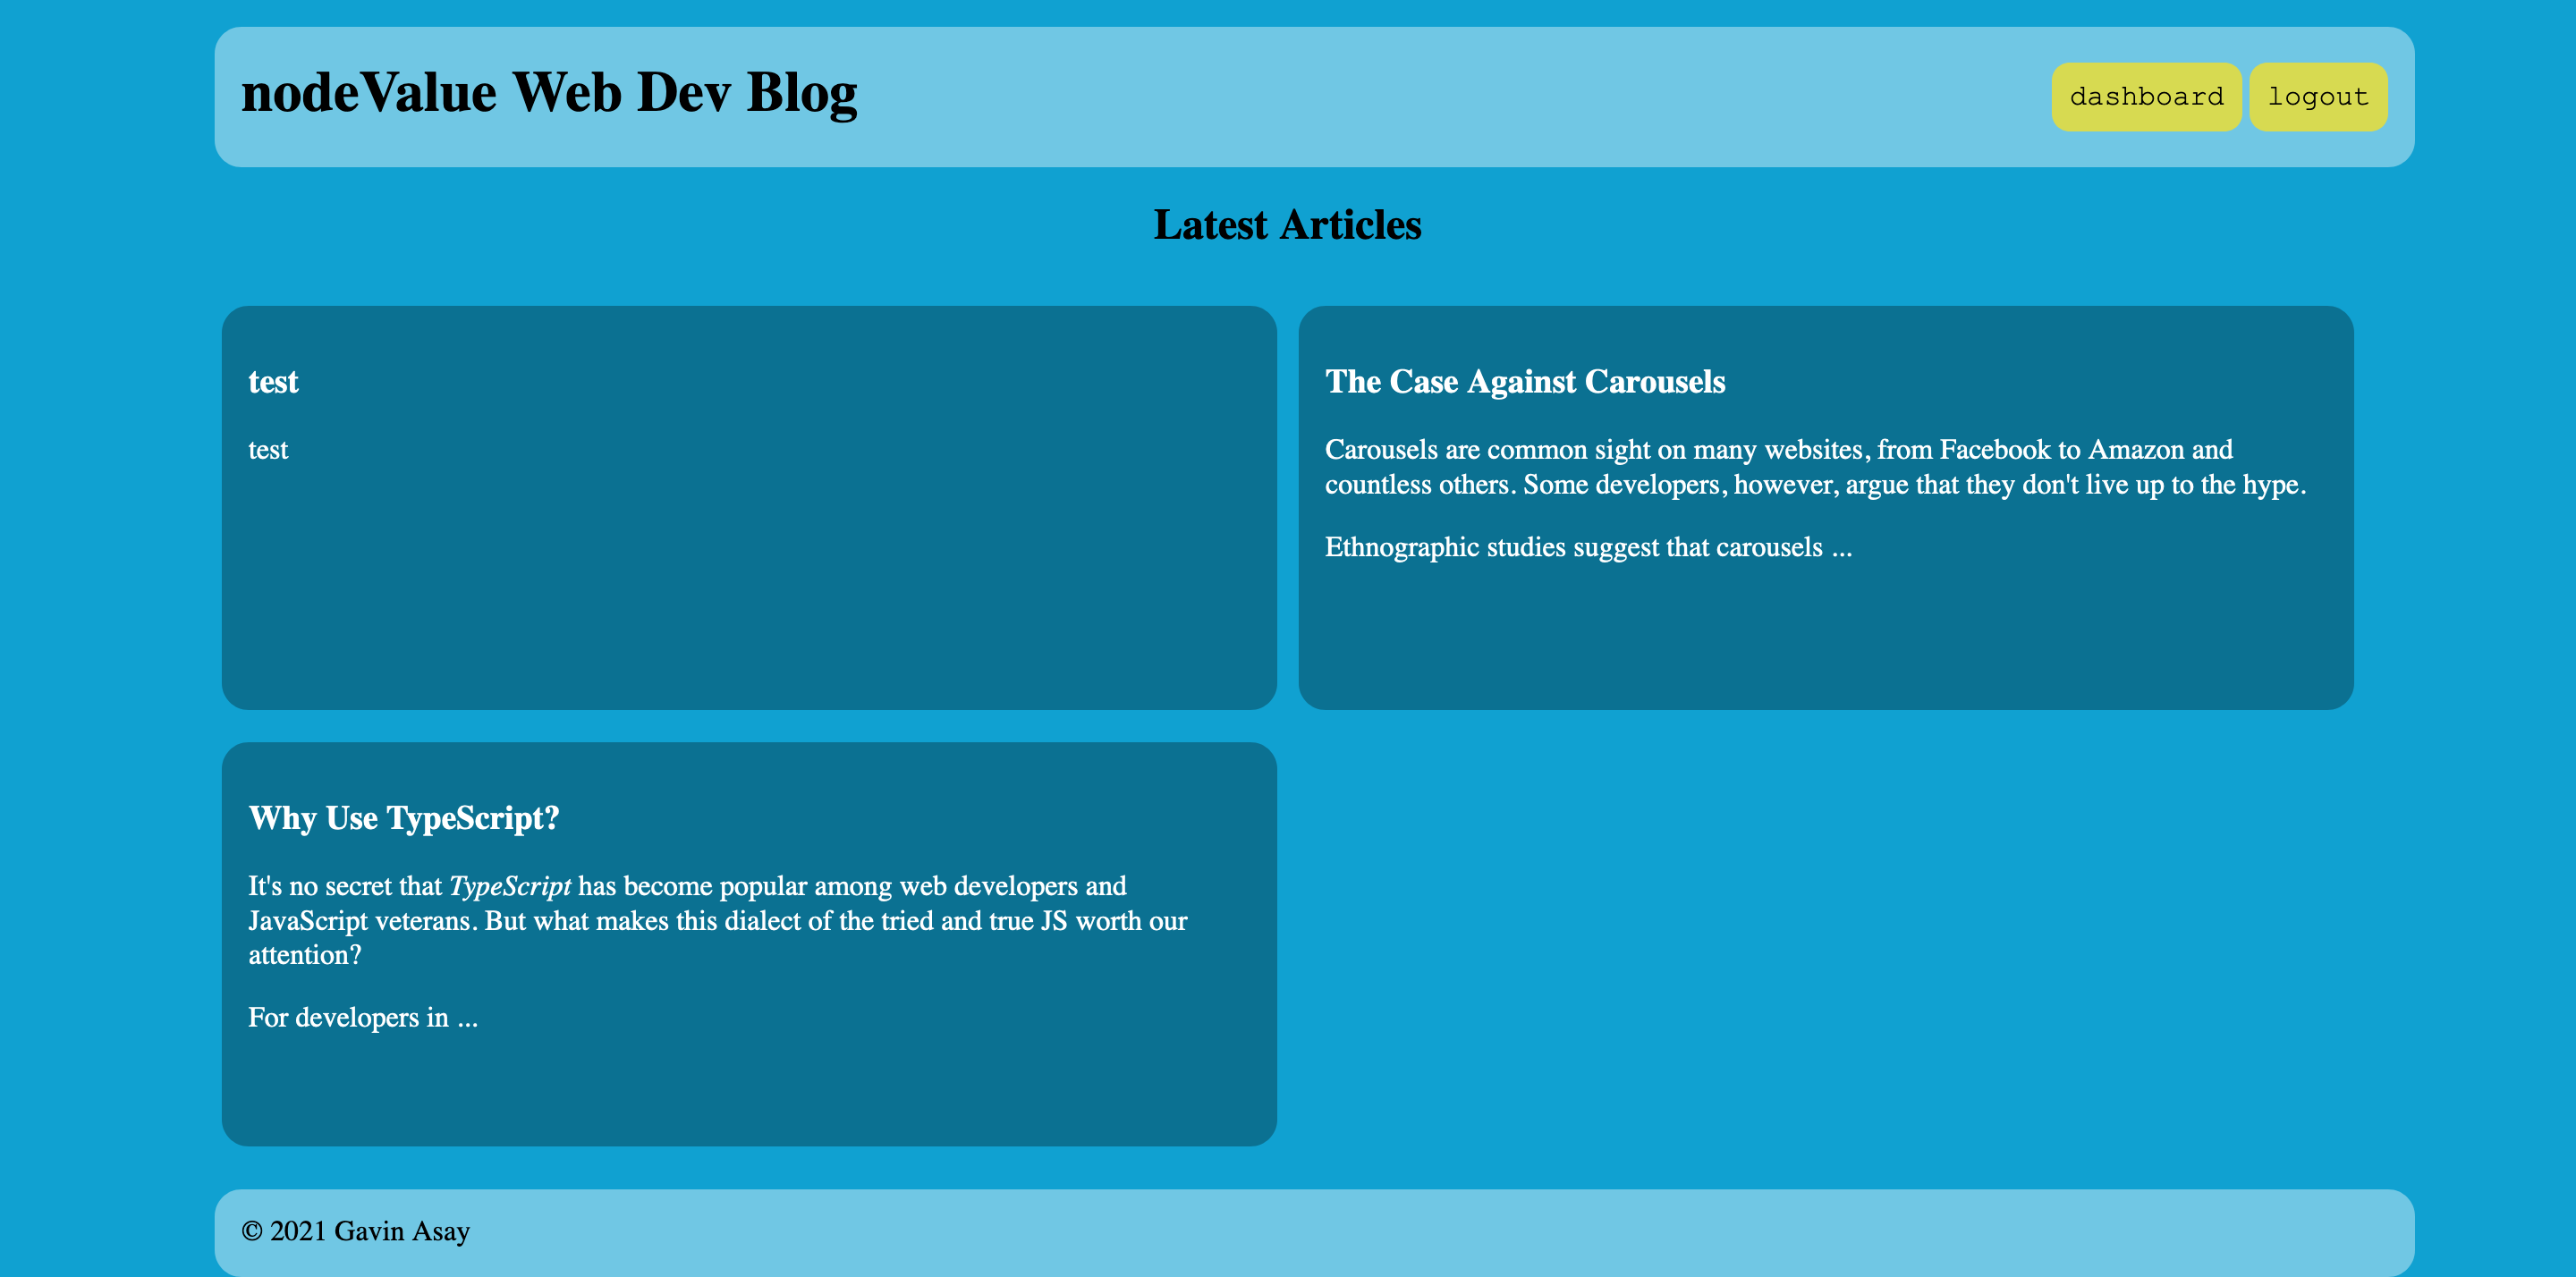 nodeValue Web Dev Blog
dashboard logout
Latest Articles
test
test
The Case Against Carousels
Carousels are common sight on many websites, from Facebook to Amazon and
countless others. Some developers, however, argue that they don't live up to the hype.
Ethnographic studies suggest that carousels ...
Why Use TypeScript?
It's no secret that TypeScript has become popular among web developers and
JavaScript veterans. But what makes this dialect of the tried and true JS worth our
attention?
For developers in ...
© 2021 Gavin Asay